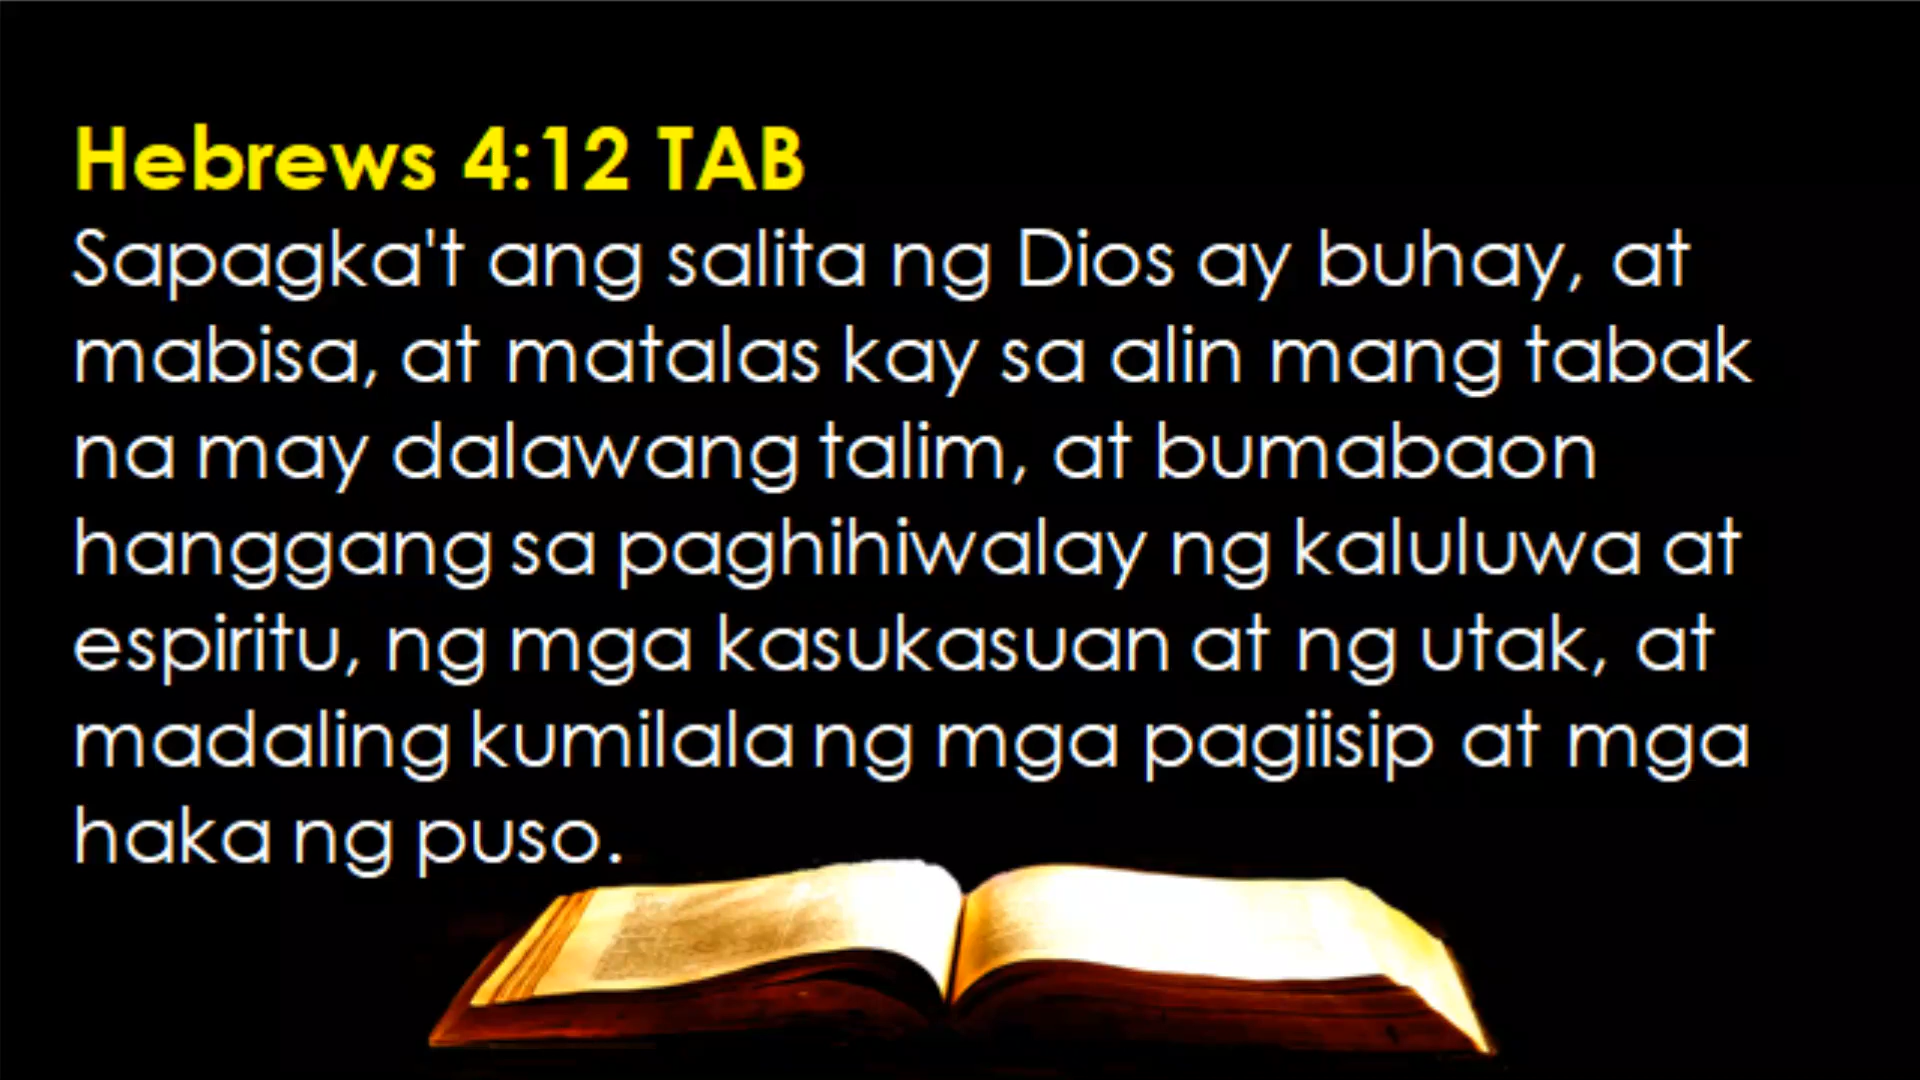 Hebrews 4:12 TAB
Sapagka't ang salita ng Dios ay buhay, at
mabisa, at matalas kay sa alin mang tabak
na may dalawang talim, at bumabaon
hanggang sa paghihiwalay ng kaluluwa at
espiritu, ng mga kasukasuan at ng utak, at
madaling kumilala ng mga pagiisip at mga
haka ng puso.